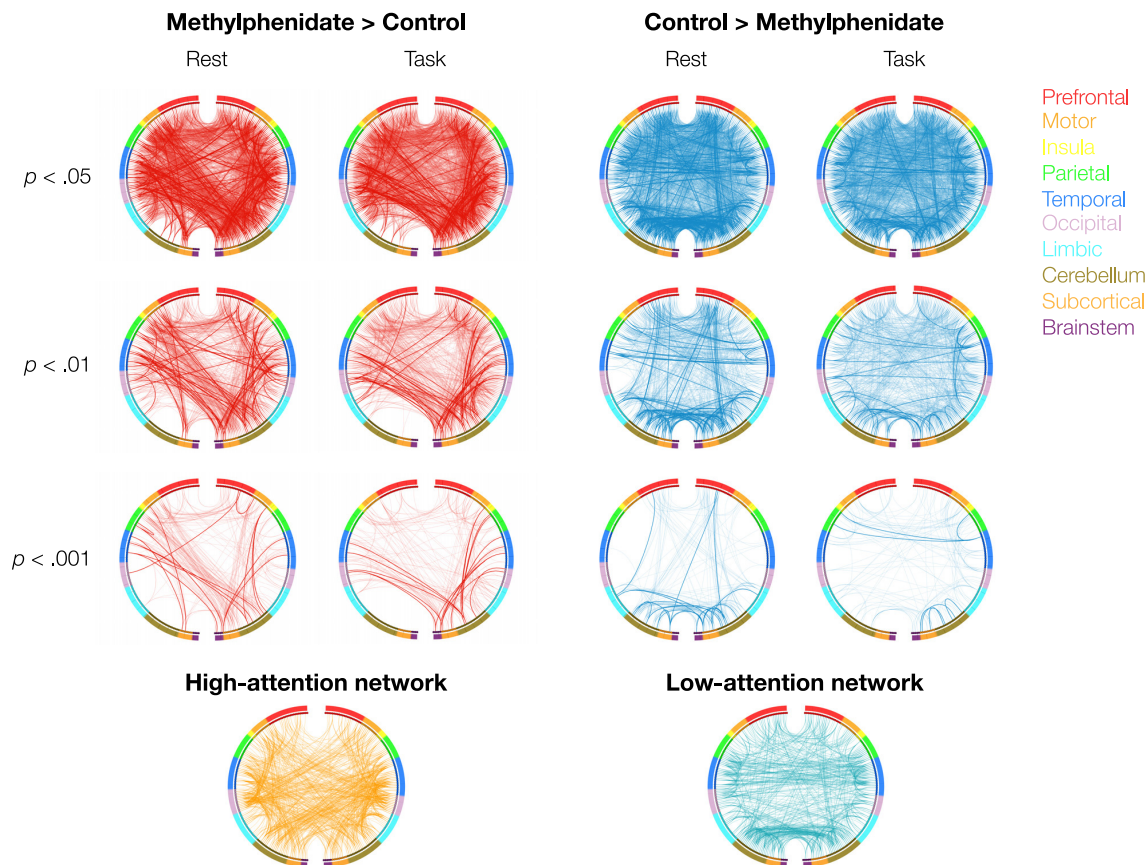 Methylphenidate > Control
Control > Methylphenidate
Rest
Task
Rest
Task
Prefrontal
Motor
Insula
Parietal
Temporal
Occipital
Limbic
Cerebellum
Subcortical
Brainstem
p < .05
p < .01
p < .001
High-attention network
Low-attention network